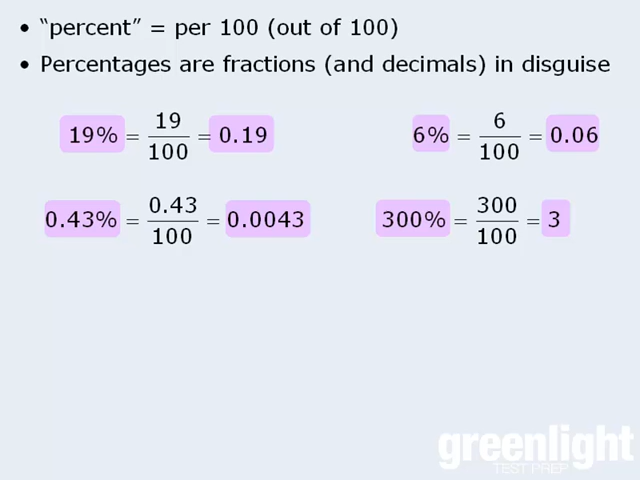 • “percent” = per 100 (out of 100)
• Percentages are fractions (and decimals) in disguise
19% = 19/100 = 0.19
6% = 6/100 = 0.06
0.43% = 0.43/100 = 0.0043
300% = 300/100 = 3
greenlight
TEST PREP